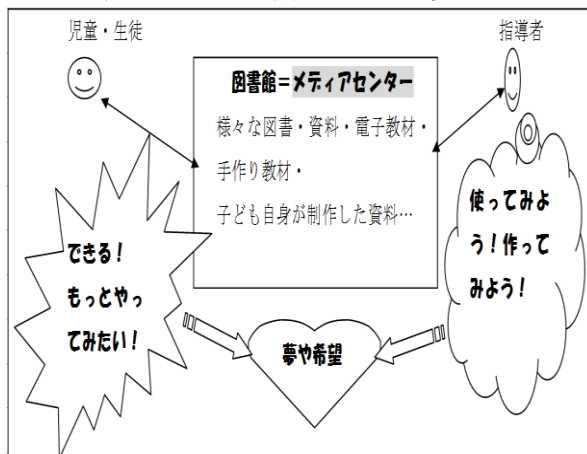 児童・生徒
指導者
図書館＝メディアセンター
様々な図書・資料・電子教材・
手作り教材・
子ども自身が制作した資料…
できる！
もっとやっ
てみたい！
使ってみよ
う！作って
みよう！
夢や希望